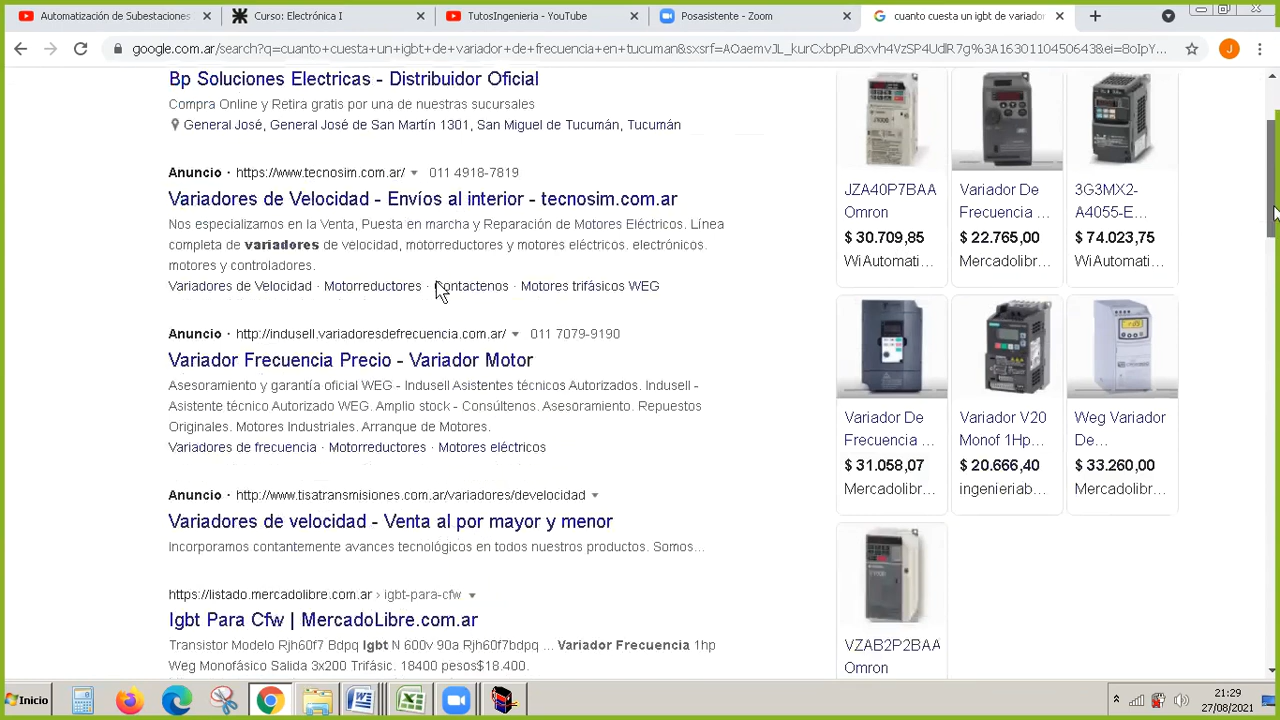 Automatización de Subestaciones
Curso: Electrónica I
TutosIngenieria - YouTube
Posasistente - Zoom
cuanto cuesta un igbt de variador
google.com.ar/search?q=cuanto+cuesta+un+igbt+de+variador+de+frecuencia+en+tucuman&sxsrf=
J
Bp Soluciones Electricas - Distribuidor Oficial
Compra Online y Retira Gratis por una de nuestras sucursales
General José, General José de San Martín 1301, San Miguel de Tucumán, Tucumán
Anuncio · https://www.tecnosim.com.ar/ 011 4918-7819
Variadores de Velocidad - Envíos al interior - tecnosim.com.ar
Nos especializamos en la Venta, Puesta en marcha y Reparación de Motores Eléctricos. Línea
completa de variadores de velocidad, motorreductores y motores eléctricos. electrónicos.
motores y controladores.
Variadores de Velocidad · Motorreductores · Contactenos · Motores trifásicos WEG
Anuncio · http://indusell.variadoresdefrecuencia.com.ar/ 011 7079-9190
Variador Frecuencia Precio - Variador Motor
Asesoramiento y garantía oficial WEG - Indusell Asistentes técnicos Autorizados. Indusell -
Asistente técnico Autorizado WEG. Amplio stock - Consúltenos. Asesoramiento. Repuestos
Originales. Motores Industriales. Arranque de Motores.
Variadores de frecuencia · Motorreductores · Motores eléctricos
Anuncio · http://www.tisatransmisiones.com.ar/variadores/develocidad
Variadores de velocidad - Venta al por mayor y menor
Incorporamos contantemente avances tecnológicos en todos nuestros productos. Somos...
https://listado.mercadolibre.com.ar › igbt-para-cfw
Igbt Para Cfw | MercadoLibre.com.ar
Transistor Modelo Rjh60f7 Bdpq Igbt N 600v 90a Rjh60f7bdpq ... Variador Frecuencia 1hp
Weg Monofásico Salida 3x200 Trifásic. 18400 pesos$18.400.
JZA40P7BAA
Omron
$ 30.709,85
WiAutomati...
Variador De
Frecuencia ...
$ 22.765,00
Mercadolibr...
3G3MX2-
A4055-E...
$ 74.023,75
WiAutomati...
Variador De
Frecuencia ...
$ 31.058,07
Mercadolibr...
Variador V20
Monof 1Hp...
$ 20.666,40
ingenieriab...
Weg Variador
De...
$ 33.260,00
Mercadolibr...
VZAB2P2BAA
Omron
Inicio
21:29
27/08/2021